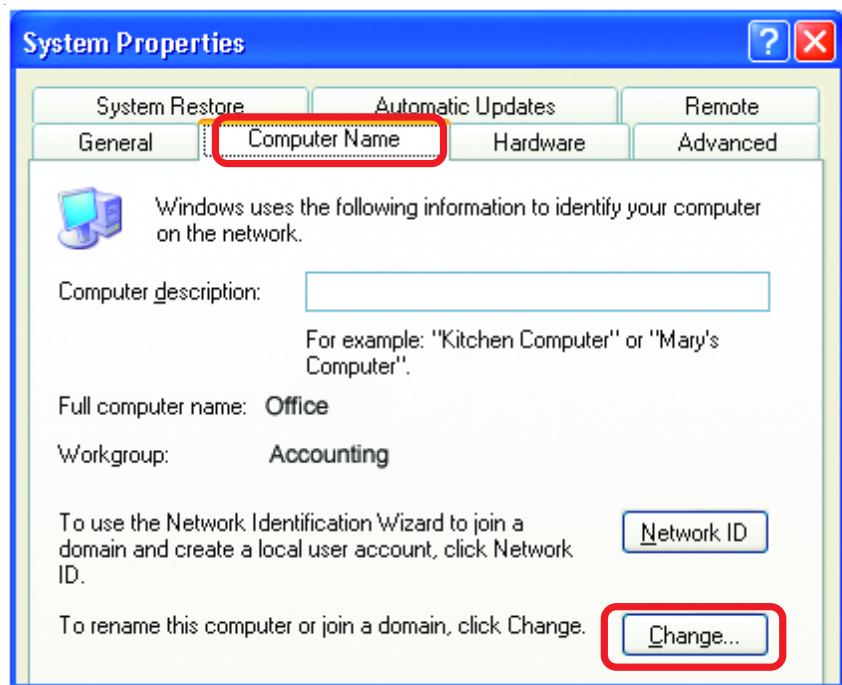 System Properties
System Restore Automatic Updates Remote
General Computer Name Hardware Advanced
Windows uses the following information to identify your computer
on the network.
Computer description:
For example: "Kitchen Computer" or "Mary's
Computer".
Full computer name: Office
Workgroup: Accounting
To use the Network Identification Wizard to join a
domain and create a local user account, click Network
ID.
Network ID
To rename this computer or join a domain, click Change.
Change...